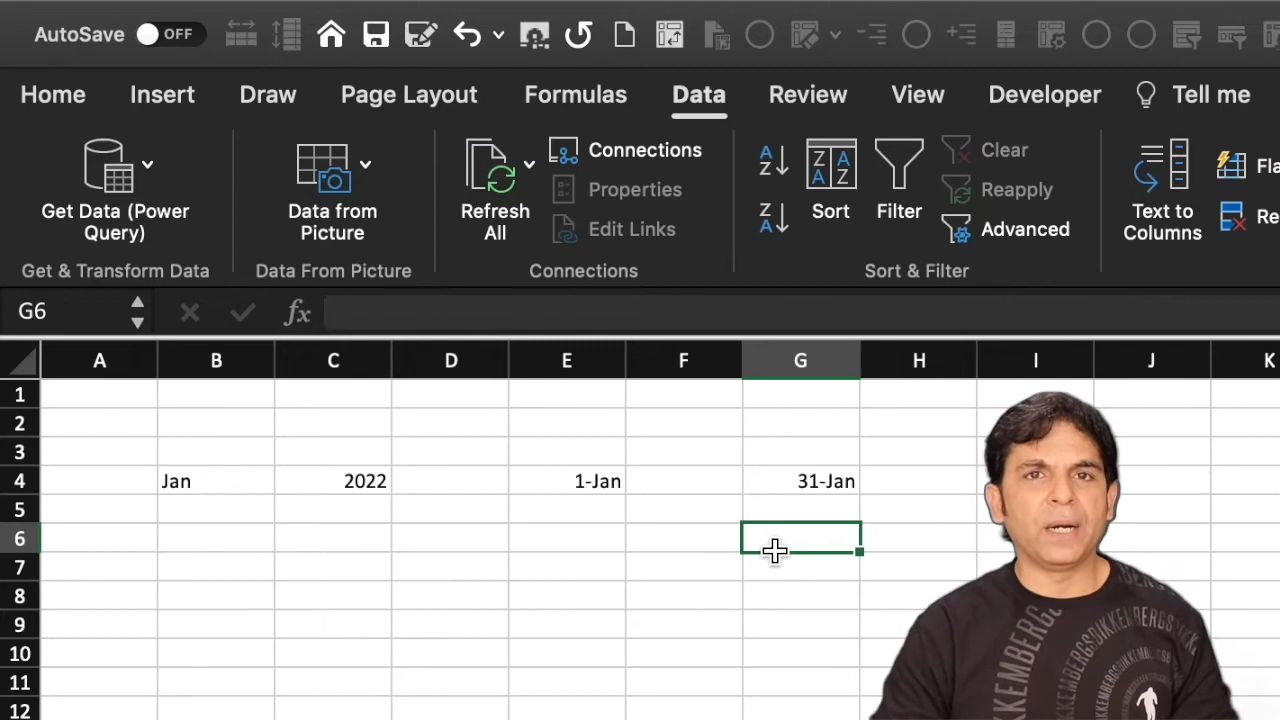 AutoSave OFF
Home Insert Draw Page Layout Formulas Data Review View Developer Tell me
Get Data (Power Query)
Get & Transform Data
Data from Picture
Data From Picture
Refresh All
Connections
Properties
Edit Links
Connections
A Z
Z A
Z A
A Z
Sort
Filter
Clear
Reapply
Advanced
Sort & Filter
Text to Columns
Fla
Re
G6 fx
A B C D E F G H I J K
1
2
3
4 Jan 2022 1-Jan 31-Jan
5
6
7
8
9
10
11
12
DIKKEMBERGS